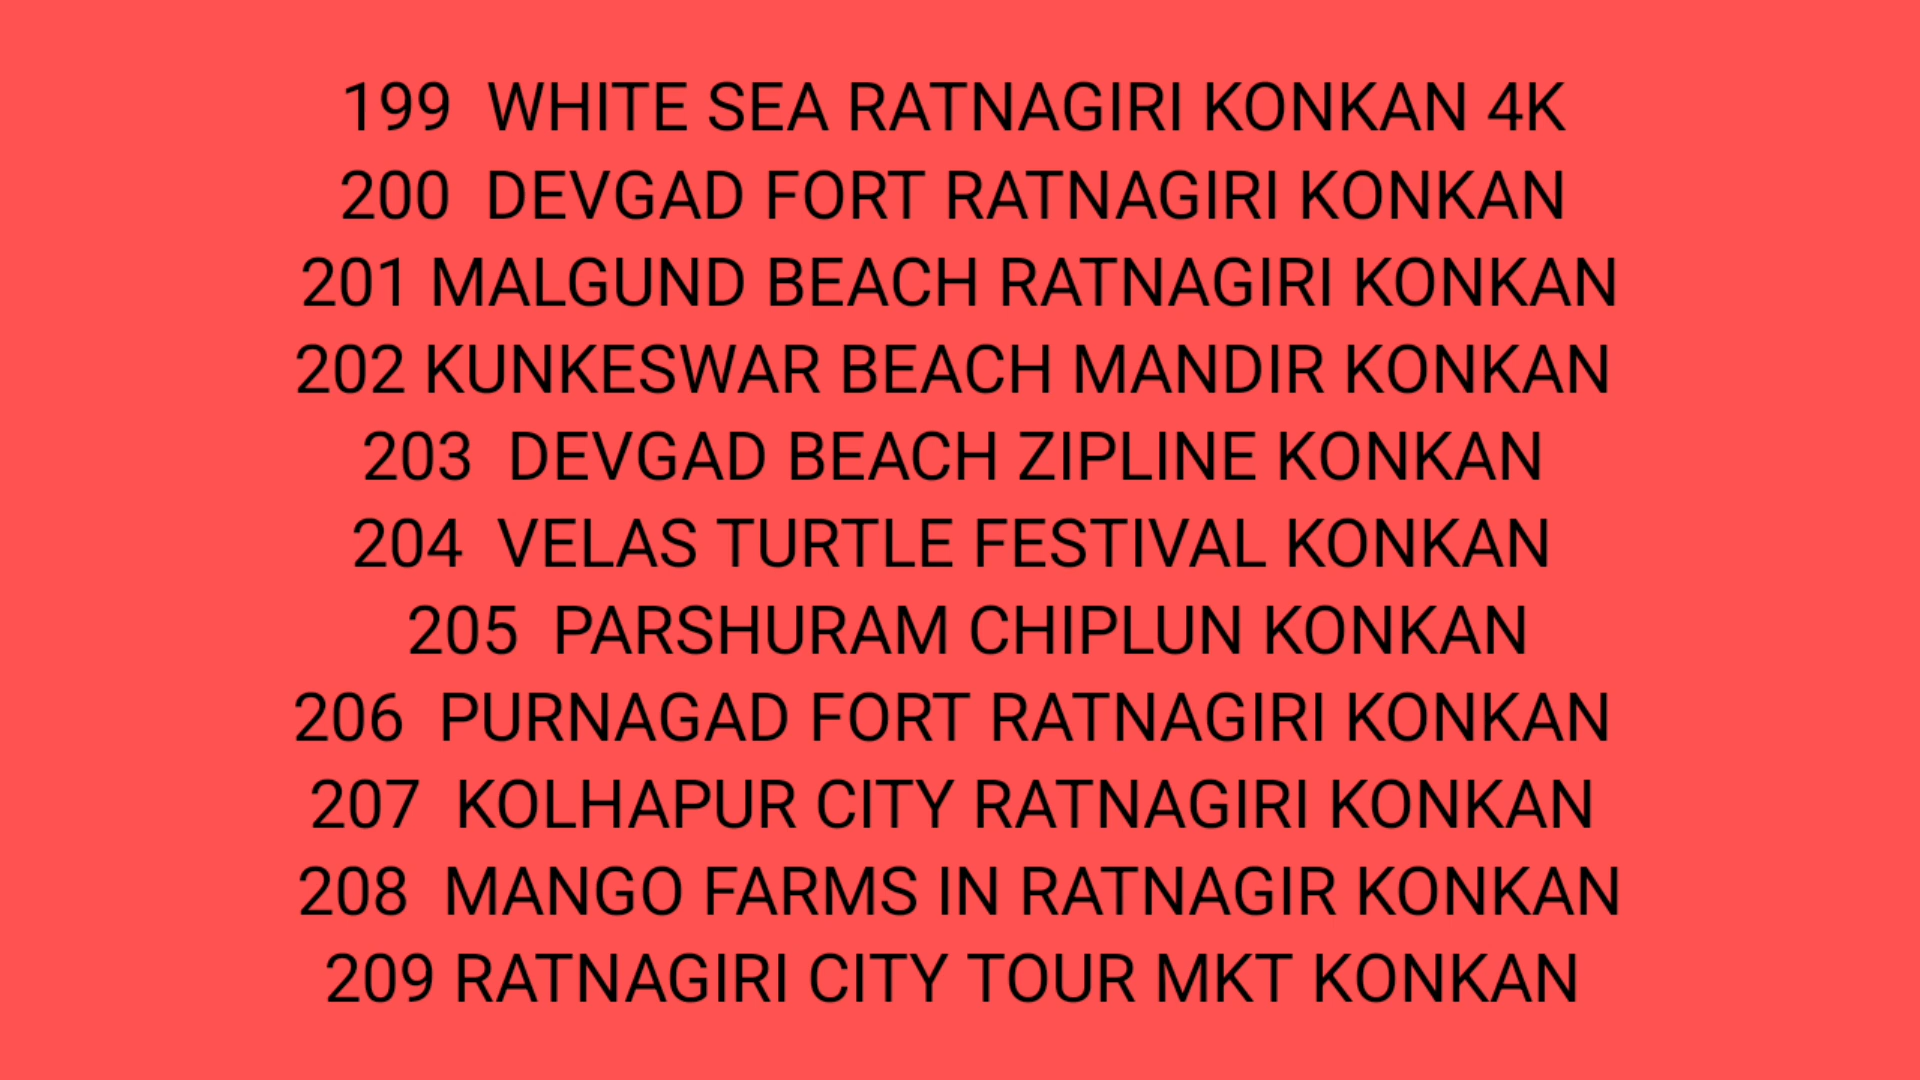 199  WHITE SEA RATNAGIRI KONKAN 4K
200  DEVGAD FORT RATNAGIRI KONKAN
201 MALGUND BEACH RATNAGIRI KONKAN
202 KUNKESWAR BEACH MANDIR KONKAN
203  DEVGAD BEACH ZIPLINE KONKAN
204  VELAS TURTLE FESTIVAL KONKAN
205  PARSHURAM CHIPLUN KONKAN
206  PURNAGAD FORT RATNAGIRI KONKAN
207  KOLHAPUR CITY RATNAGIRI KONKAN
208  MANGO FARMS IN RATNAGIR KONKAN
209 RATNAGIRI CITY TOUR MKT KONKAN